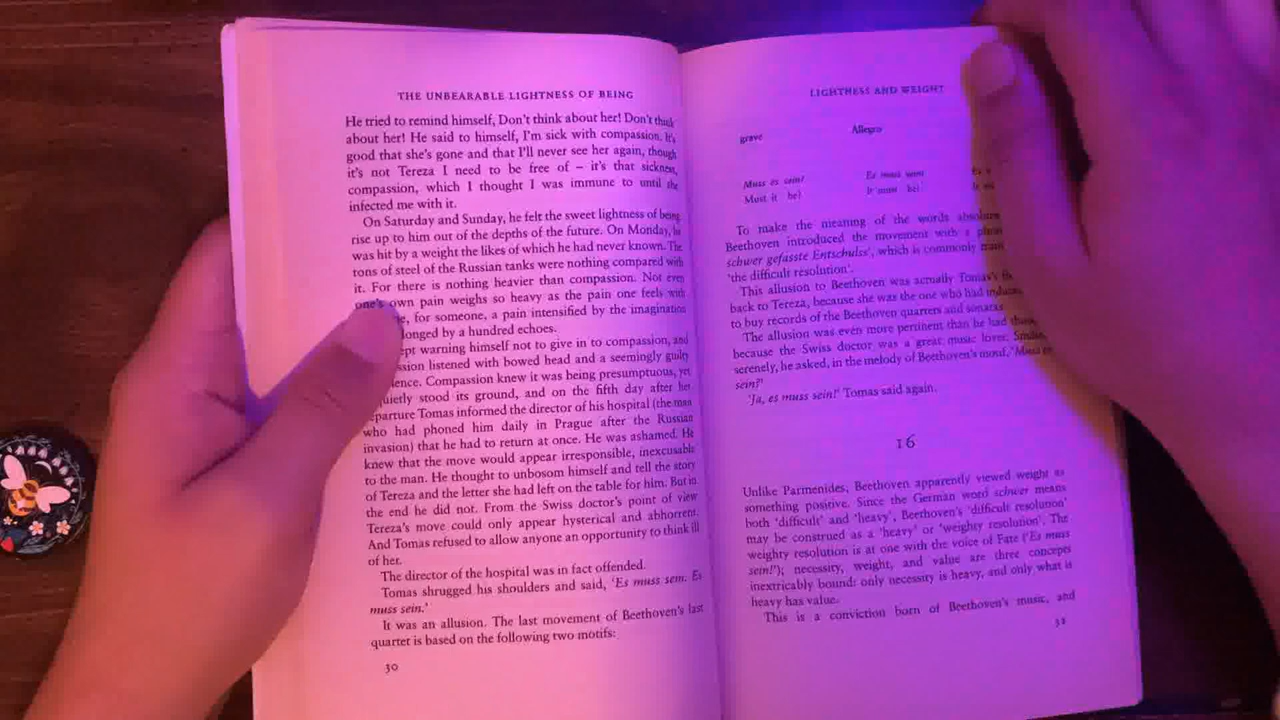 THE UNBEARABLE LIGHTNESS OF BEING
He tried to remind himself, Don't think about her! Don't think
about her! He said to himself, I'm sick with compassion. It's
good that she's gone and that I'll never see her again, though
it's not Tereza I need to be free of – it's that sickness,
compassion, which I thought I was immune to until she
infected me with it.
On Saturday and Sunday, he felt the sweet lightness of being
rise up to him out of the depths of the future. On Monday, he
was hit by a weight the likes of which he had never known. The
tons of steel of the Russian tanks were nothing compared with
it. For there is nothing heavier than compassion. Not even
one's own pain weighs so heavy as the pain one feels with
for someone, a pain intensified by the imagination
longed by a hundred echoes.
ept warning himself not to give in to compassion, and
ssion listened with bowed head and a seemingly guilty
ience. Compassion knew it was being presumptuous, yet
uietly stood its ground, and on the fifth day after her
eparture Tomas informed the director of his hospital (the man
who had phoned him daily in Prague after the Russian
invasion) that he had to return at once. He was ashamed. He
knew that the move would appear irresponsible, inexcusable
to the man. He thought to unbosom himself and tell the story
of Tereza and the letter she had left on the table for him. But in
the end he did not. From the Swiss doctor's point of view
Tereza's move could only appear hysterical and abhorrent.
And Tomas refused to allow anyone an opportunity to think ill
of her.
The director of the hospital was in fact offended.
Tomas shrugged his shoulders and said, 'Es muss sein. Es
muss sein.'
It was an allusion. The last movement of Beethoven's last
quartet is based on the following two motifs:
30
LIGHTNESS AND WEIGHT
grave Allegro
Muss es sein? Es muss sein! Es
Must it be? It must be! It
To make the meaning of the words absolute
Beethoven introduced the movement with a
schwer gefasste Entschluss', which is commonly
'the difficult resolution'.
This allusion to Beethoven was actually Tomas's
back to Tereza, because she was the one who had induced
to buy records of the Beethoven quartets and sonatas.
The allusion was even more pertinent than he had
because the Swiss doctor was a great music lover.
serenely, he asked, in the melody of Beethoven's motif, 'Muss es
sein?'
'Ja, es muss sein!' Tomas said again.
16
Unlike Parmenides, Beethoven apparently viewed weight as
something positive. Since the German word schwer means
both 'difficult' and 'heavy', Beethoven's 'difficult resolution'
may be construed as a 'heavy' or 'weighty resolution'. The
weighty resolution is at one with the voice of Fate ('Es muss
sein!'); necessity, weight, and value are three concepts
inextricably bound: only necessity is heavy, and only what is
heavy has value.
This is a conviction born of Beethoven's music, and
31